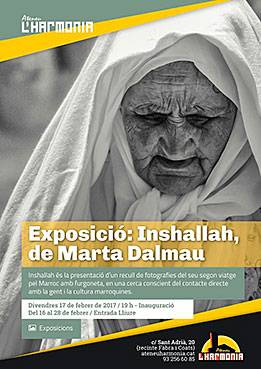 Ateneu
L'HARMONIA
Exposició: Inshallah,
de Marta Dalmau
Inshallah és la presentació d'un recull de fotografies del seu segon viatge
pel Marroc amb furgoneta, en una cerca conscient del contacte directe
amb la gent i la cultura marroquines.
Divendres 17 de febrer de 2017 / 19 h - Inauguració
Del 16 al 28 de febrer / Entrada Lliure
Exposicions
c/ Sant Adrià, 20
(recinte Fabra i Coats)
ateneuharmonia.cat
93 256 60 85
Ateneu
L'HARMONIA